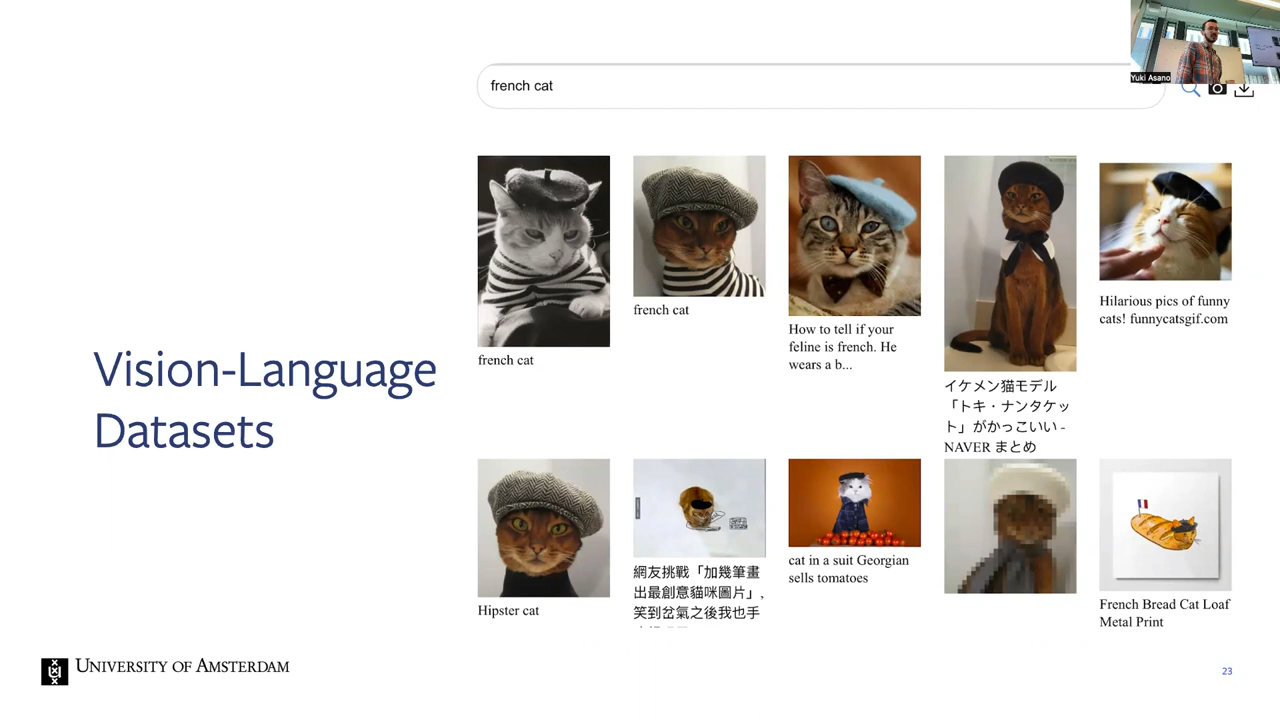 Yuki Asano
french cat
Vision-Language
Datasets
french cat
french cat
How to tell if your
feline is french. He
wears a b...
イケメン猫モデル
「トキ・ナンタケッ
ト」がかっこいい -
NAVER まとめ
Hilarious pics of funny
cats! funnycatsgif.com
Hipster cat
網友挑戰「加幾筆畫
出最創意貓咪圖片」,
笑到岔氣之後我也手
cat in a suit Georgian
sells tomatoes
French Bread Cat Loaf
Metal Print
UNIVERSITY OF AMSTERDAM
23